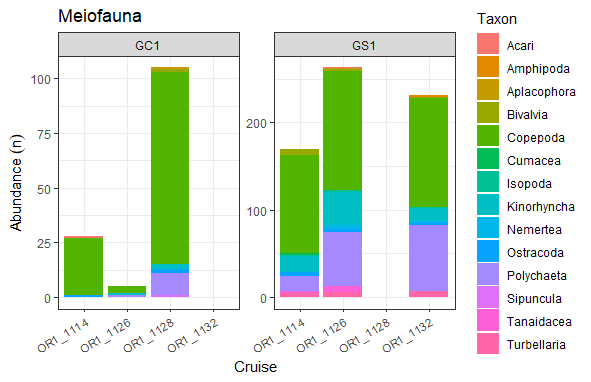 Meiofauna
GC1
GS1
Abundance (n)
100
75
50
25
0
200
100
0
OR1_1114
OR1_1126
OR1_1128
OR1_1132
OR1_1114
OR1_1126
OR1_1128
OR1_1132
Cruise
Taxon
Acari
Amphipoda
Aplacophora
Bivalvia
Copepoda
Cumacea
Isopoda
Kinorhyncha
Nemertea
Ostracoda
Polychaeta
Sipuncula
Tanaidacea
Turbellaria